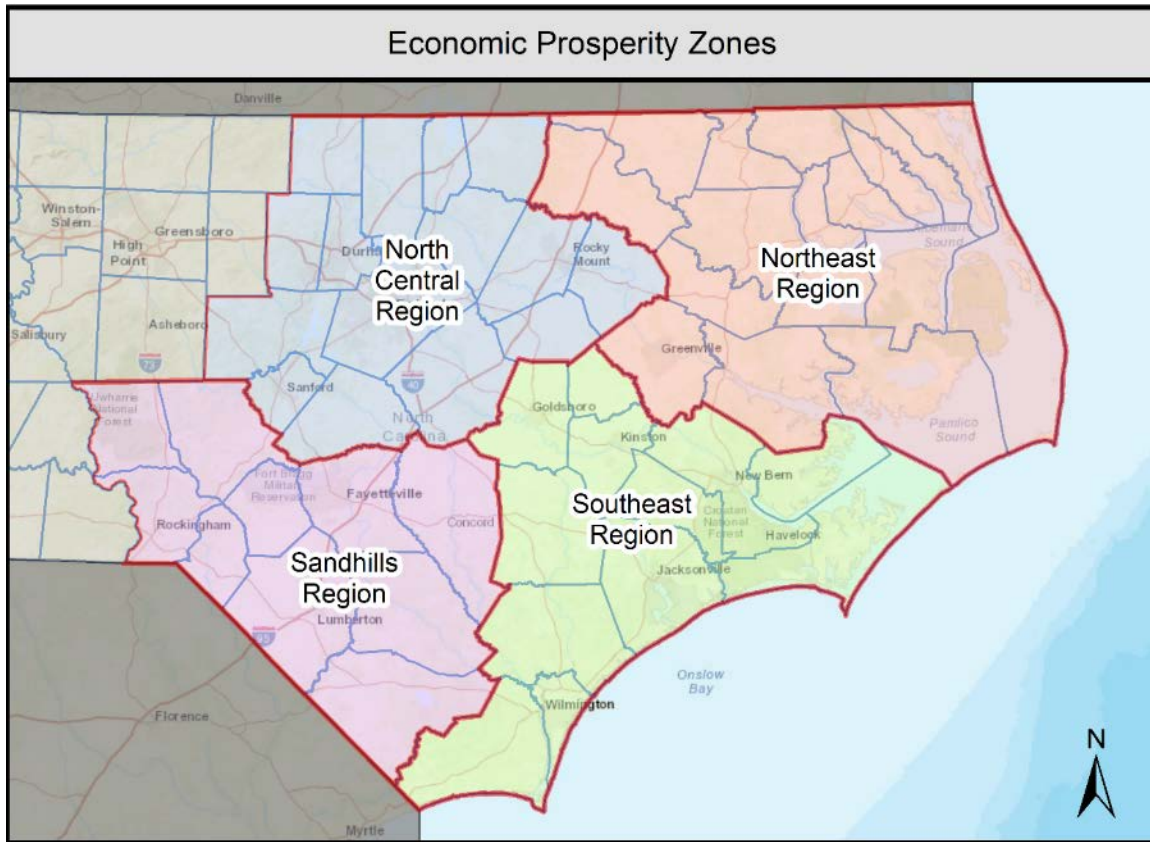 Economic Prosperity Zones
Danville
Winston-
Salem
Greensboro
High
Point
Durh
North
Central
Region
Rocky
Mount
Northeast
Region
Sound
Salisbury
Asheboro
73
Greenville
Sanford
40
North
Carolina
Goldsboro
Pamlico
Sound
Uwharrie
National
Forest
Kinston
New Bern
Fort Bragg
Military
Reservation
Fayetteville
Southeast
Region
Croatan
National
Forest
Concord
Rockingham
Havelock
Sandhills
Region
Jacksonville
Lumberton
95
Onslow
Bay
Wilmington
Florence
N
Myrtle